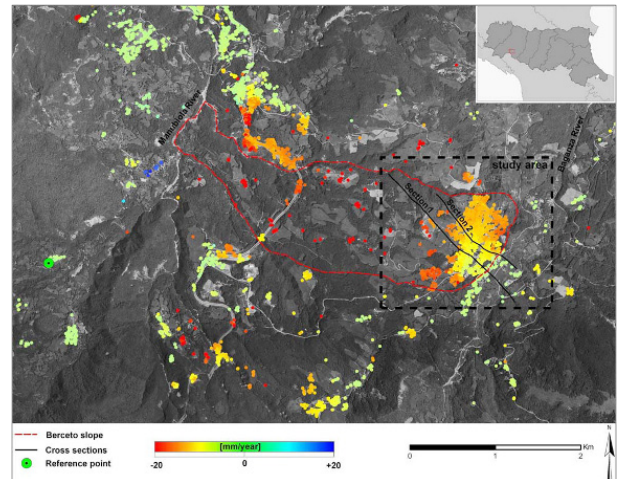 Manubiola River
Baganza River
study area
Section 1
Section 2
Berceto slope
Cross sections
Reference point
[mm/year]
-20
0
+20
0
1
2
Km
N